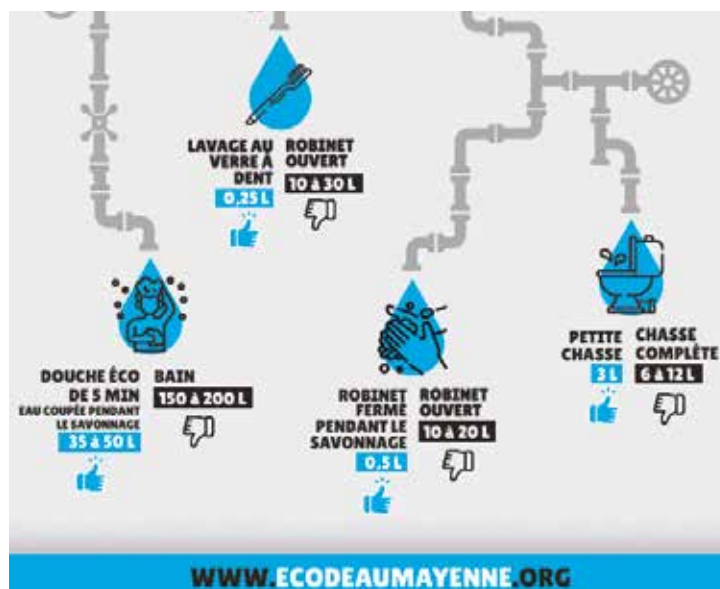 LAVAGE AU
VERRE À
DENT
0,25 L
ROBINET
OUVERT
10 à 30 L
DOUCHE ÉCO
DE 5 MIN
EAU COUPÉE PENDANT
LE SAVONNAGE
35 à 50 L
BAIN
150 à 200 L
ROBINET
FERMÉ
PENDANT LE
SAVONNAGE
0,5 L
ROBINET
OUVERT
10 à 20 L
PETITE
CHASSE
3 L
CHASSE
COMPLÈTE
6 à 12 L
WWW.ECODEAUMAYENNE.ORG